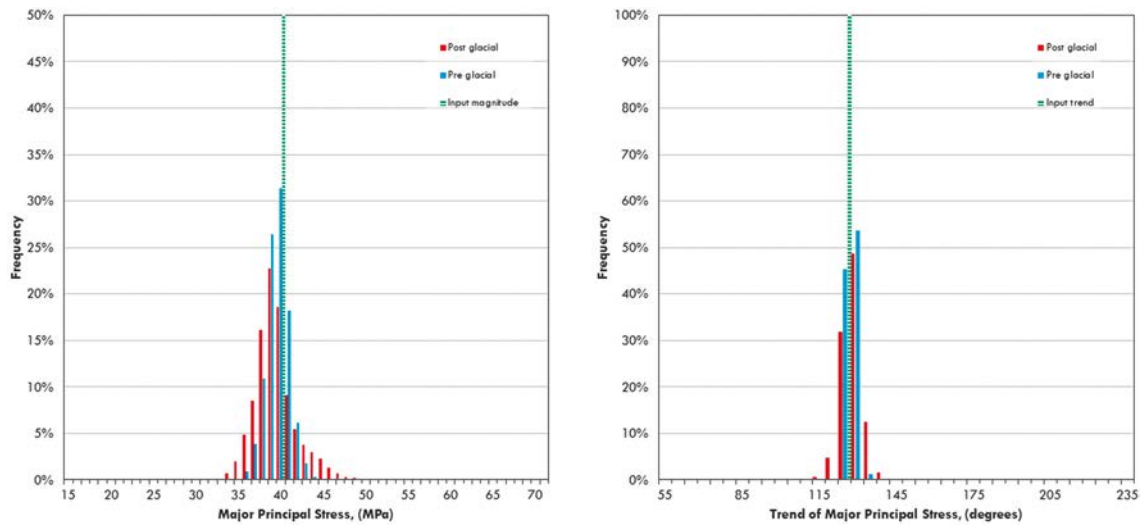 50%
45%
40%
35%
30%
25%
20%
15%
10%
5%
0%
Frequency
Post glacial
Pre glacial
Input magnitude
15 20 25 30 35 40 45 50 55 60 65 70
Major Principal Stress, (MPa)
100%
90%
80%
70%
60%
50%
40%
30%
20%
10%
0%
Frequency
Post glacial
Pre glacial
Input trend
55 85 115 145 175 205 235
Trend of Major Principal Stress, (degrees)